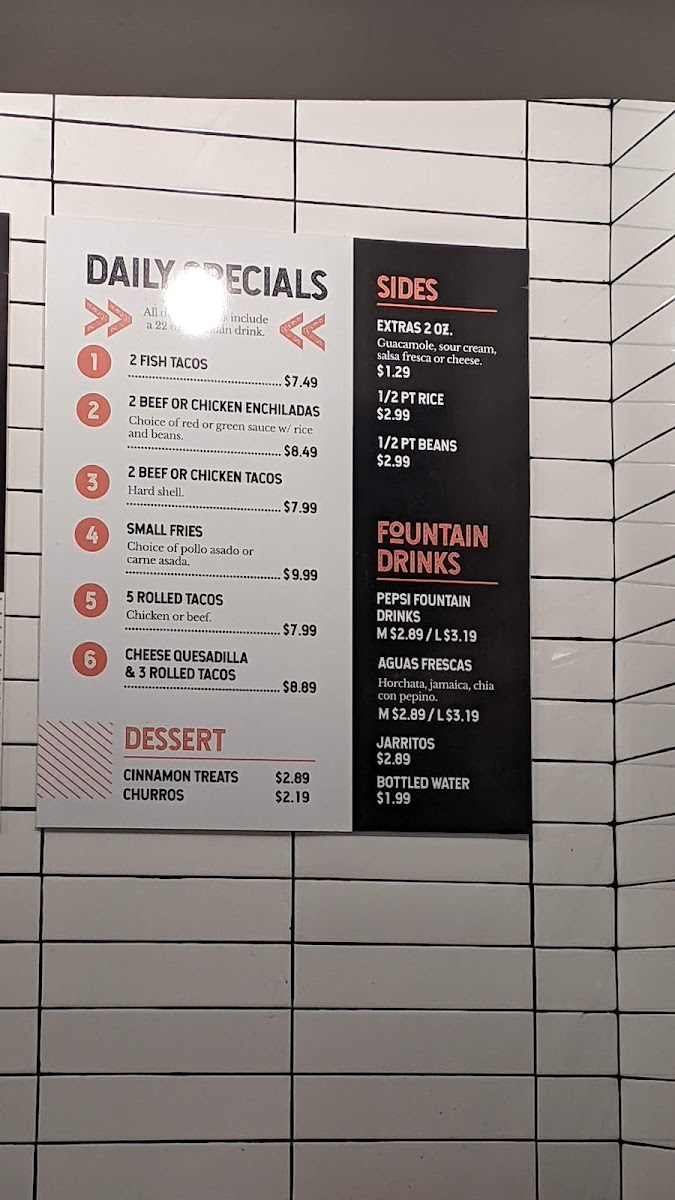 DAILY SPECIALS
All include
a 22 drink.
1
2 FISH TACOS
$7.49
2
2 BEEF OR CHICKEN ENCHILADAS
Choice of red or green sauce w/ rice
and beans.
$8.49
3
2 BEEF OR CHICKEN TACOS
Hard shell.
$7.99
4
SMALL FRIES
Choice of pollo asado or
carne asada.
$9.99
5
5 ROLLED TACOS
Chicken or beef.
$7.99
6
CHEESE QUESADILLA
& 3 ROLLED TACOS
$8.89
DESSERT
CINNAMON TREATS $2.89
CHURROS $2.19
SIDES
EXTRAS 2 OZ.
Guacamole, sour cream,
salsa fresca or cheese.
$1.29
1/2 PT RICE
$2.99
1/2 PT BEANS
$2.99
FOUNTAIN
DRINKS
PEPSI FOUNTAIN
DRINKS
M $2.89 / L $3.19
AGUAS FRESCAS
Horchata, jamaica, chia
con pepino.
M $2.89 / L $3.19
JARRITOS
$2.89
BOTTLED WATER
$1.99